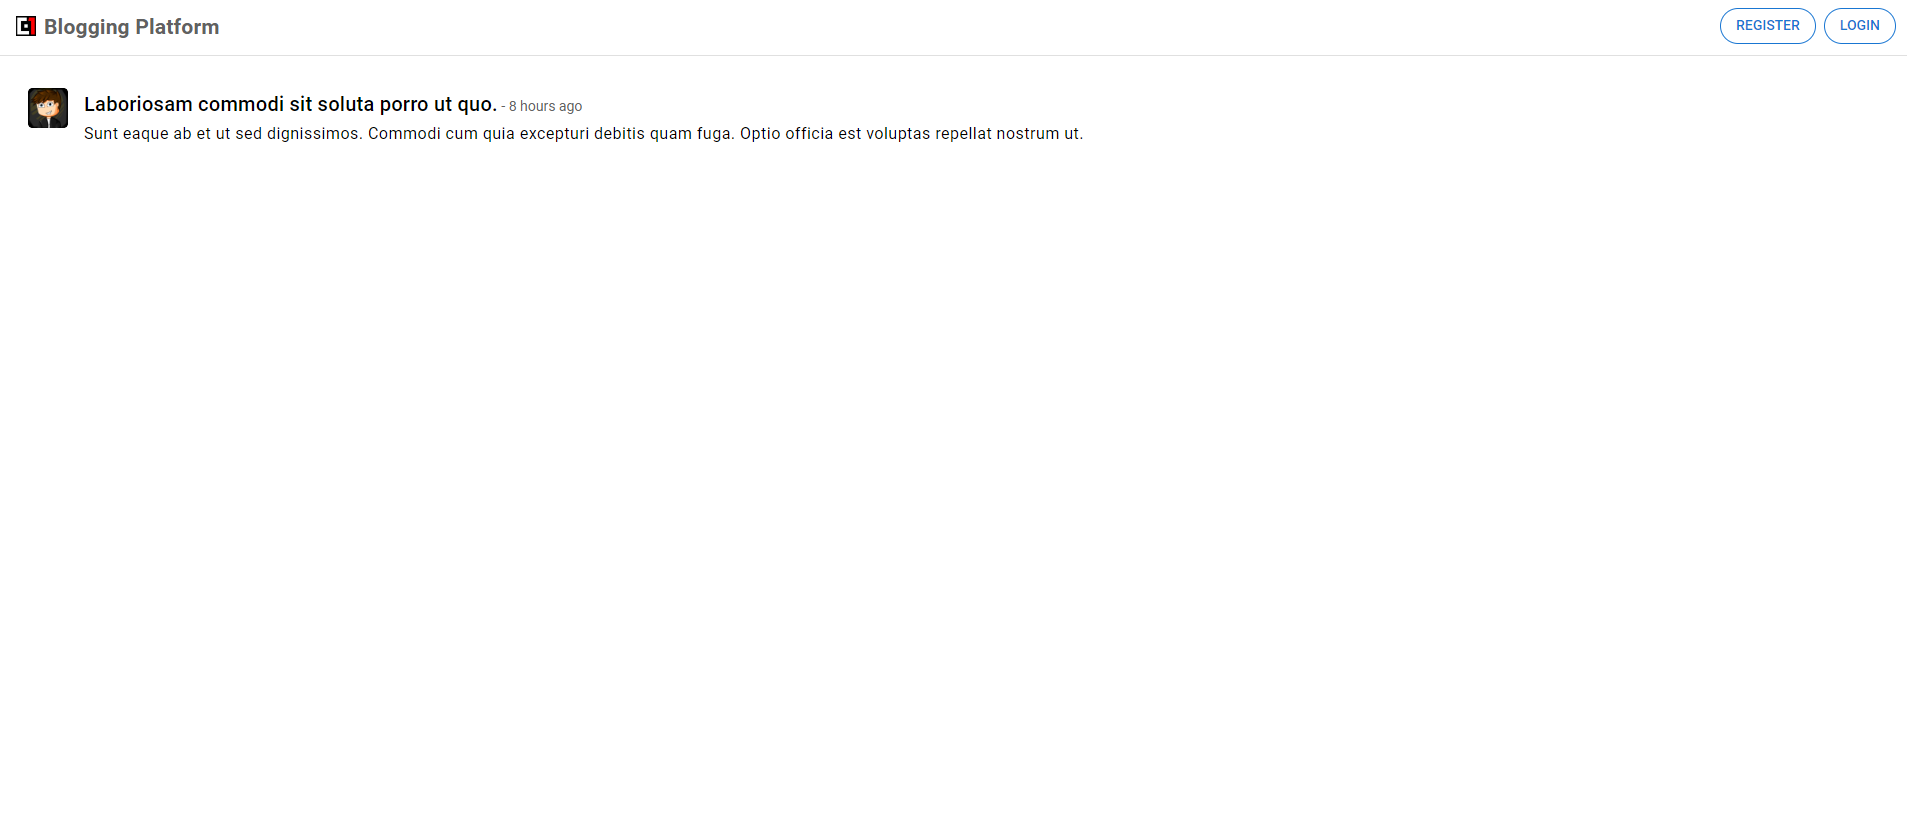 Blogging Platform
REGISTER
LOGIN
Laboriosam commodi sit soluta porro ut quo. - 8 hours ago
Sunt eaque ab et ut sed dignissimos. Commodi cum quia excepturi debitis quam fuga. Optio officia est voluptas repellat nostrum ut.